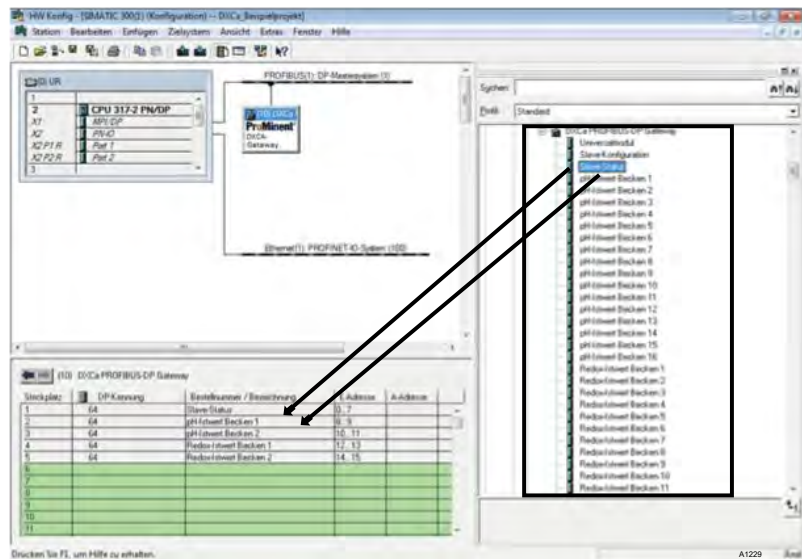 HW Konfig - [SIMATIC 300(1) (Konfiguration) -- DXCa_Beispielprojekt]
Station Bearbeiten Einfügen Zielsystem Ansicht Extras Fenster Hilfe
(0) UR
1
2 CPU 317-2 PN/DP
X1 MPI/DP
X2 PN-IO
X2 P1 R Port 1
X2 P2 R Port 2
3
PROFIBUS(1): DP-Mastersystem (1)
(10) DXCa
ProMinent
DXCA-
Gateway
Ethernet(1): PROFINET-IO-System (100)
Suchen:
Profil: Standard
DXCa PROFIBUS-DP Gateway
Universalmodul
Slave-Konfiguration
Slave-Status
pH-Istwert Becken 1
pH-Istwert Becken 2
pH-Istwert Becken 3
pH-Istwert Becken 4
pH-Istwert Becken 5
pH-Istwert Becken 6
pH-Istwert Becken 7
pH-Istwert Becken 8
pH-Istwert Becken 9
pH-Istwert Becken 10
pH-Istwert Becken 11
pH-Istwert Becken 12
pH-Istwert Becken 13
pH-Istwert Becken 14
pH-Istwert Becken 15
pH-Istwert Becken 16
Redox-Istwert Becken 1
Redox-Istwert Becken 2
Redox-Istwert Becken 3
Redox-Istwert Becken 4
Redox-Istwert Becken 5
Redox-Istwert Becken 6
Redox-Istwert Becken 7
Redox-Istwert Becken 8
Redox-Istwert Becken 9
Redox-Istwert Becken 10
Redox-Istwert Becken 11
(10) DXCa PROFIBUS-DP Gateway
Steckplatz DP-Kennung Bestellnummer / Bezeichnung E-Adresse A-Adresse
1 64 Slave-Status 0...7
2 64 pH-Istwert Becken 1 8...9
3 64 pH-Istwert Becken 2 10...11
4 64 Redox-Istwert Becken 1 12...13
5 64 Redox-Istwert Becken 2 14...15
6
7
8
9
10
11
Drücken Sie F1, um Hilfe zu erhalten.
A1229